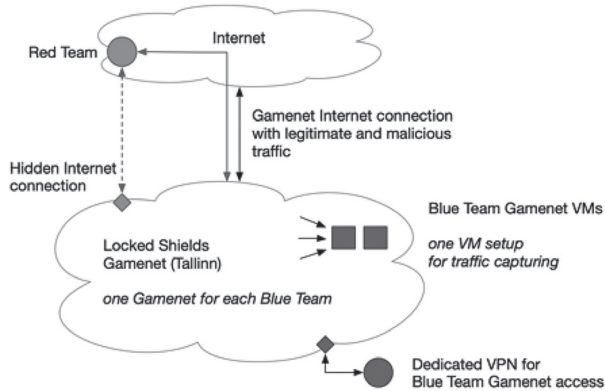 Internet
Red Team
Gamenet Internet connection
with legitimate and malicious
traffic
Hidden Internet
connection
Blue Team Gamenet VMs
one VM setup
for traffic capturing
Locked Shields
Gamenet (Tallinn)
one Gamenet for each Blue Team
Dedicated VPN for
Blue Team Gamenet access